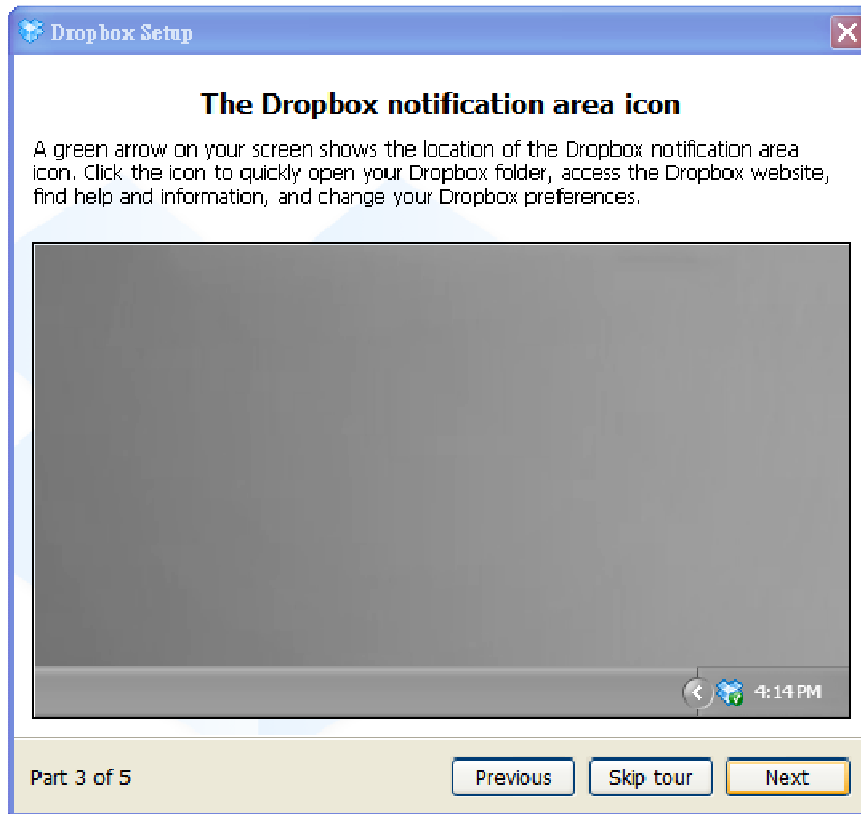 Dropbox Setup
The Dropbox notification area icon
A green arrow on your screen shows the location of the Dropbox notification area
icon. Click the icon to quickly open your Dropbox folder, access the Dropbox website,
find help and information, and change your Dropbox preferences.
4:14 PM
Part 3 of 5
Previous
Skip tour
Next